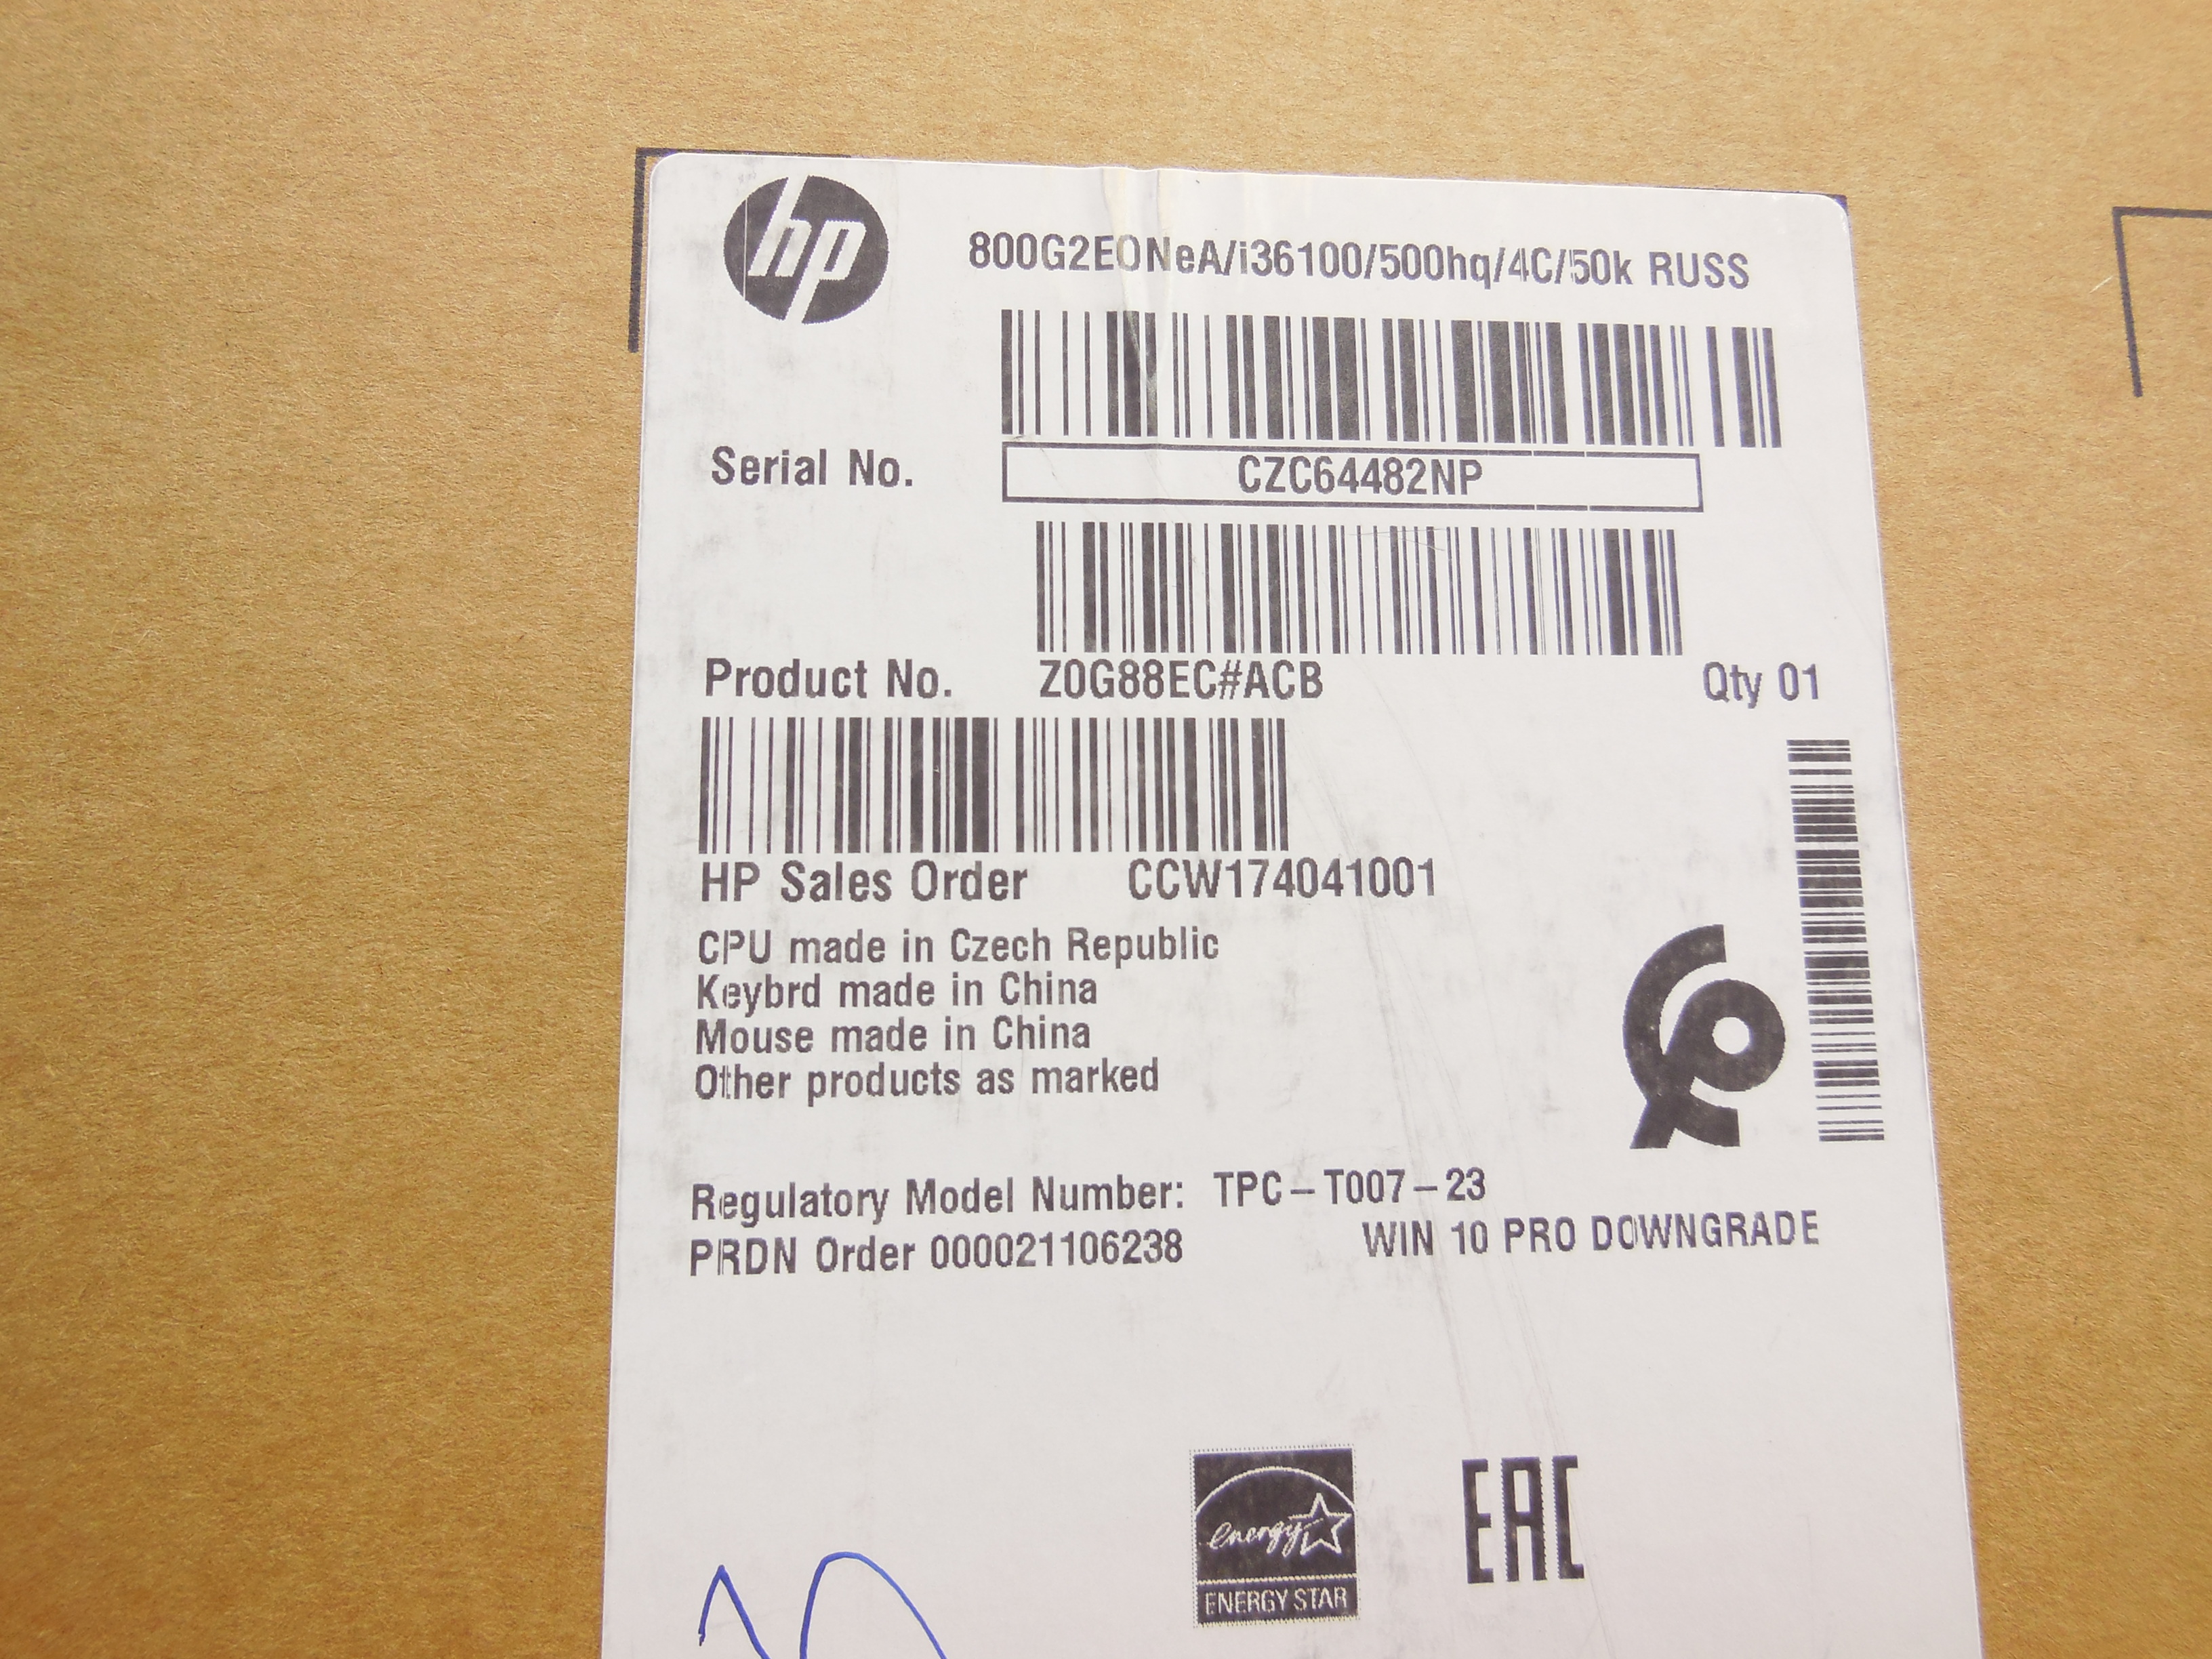 hp
800G2EONeA/i36100/500hq/4C/50k RUSS
Serial No. CZC64482NP
Product No. Z0G88EC#ACB Qty 01
HP Sales Order CCW174041001
CPU made in Czech Republic
Keybrd made in China
Mouse made in China
Other products as marked
Regulatory Model Number: TPC-T007-23
PRDN Order 000021106238 WIN 10 PRO DOWNGRADE
energy
ENERGY STAR
EAC